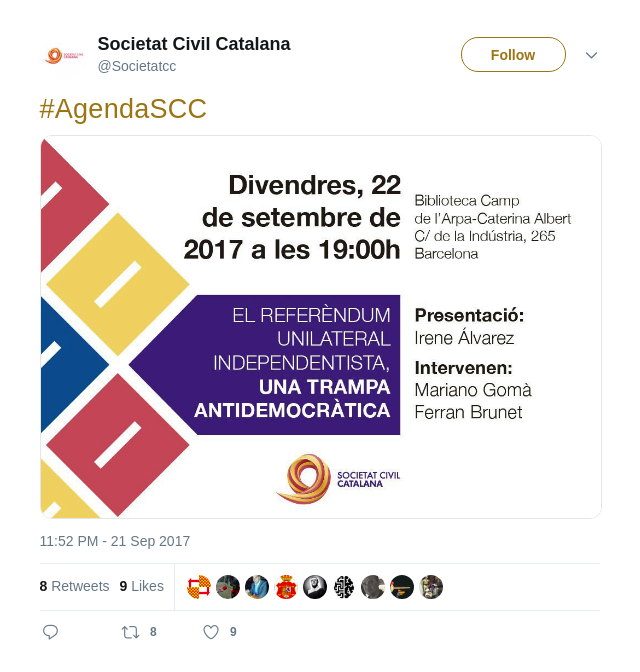 Societat Civil Catalana
@Societatcc
Follow
#AgendaSCC
Divendres, 22
de setembre de
2017 a les 19:00h
Biblioteca Camp
de l'Arpa-Caterina Albert
C/ de la Indústria, 265
Barcelona
EL REFERÈNDUM
UNILATERAL
INDEPENDENTISTA,
UNA TRAMPA
ANTIDEMOCRÀTICA
Presentació:
Irene Álvarez
Intervenen:
Mariano Gomà
Ferran Brunet
SOCIETAT CIVIL
CATALANA
11:52 PM - 21 Sep 2017
8 Retweets 9 Likes
8 9